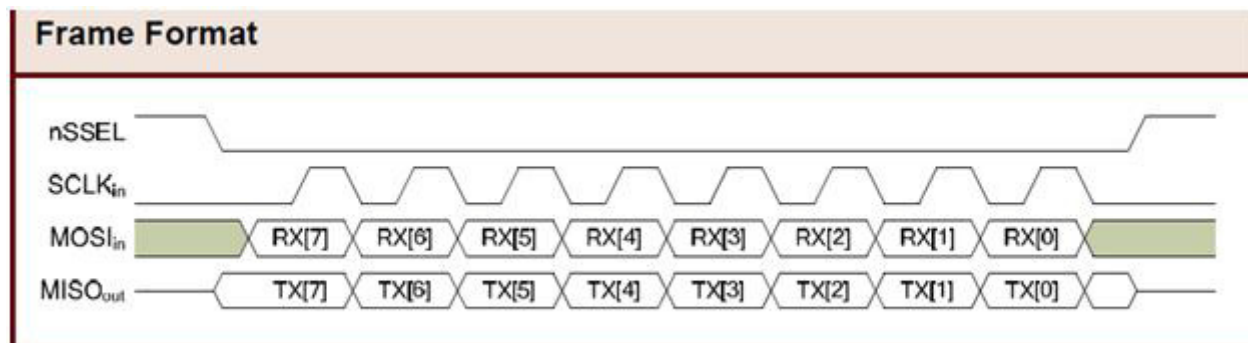 Frame Format
nSSEL
SCLKin
MOSIin RX[7] RX[6] RX[5] RX[4] RX[3] RX[2] RX[1] RX[0]
MISOout TX[7] TX[6] TX[5] TX[4] TX[3] TX[2] TX[1] TX[0]